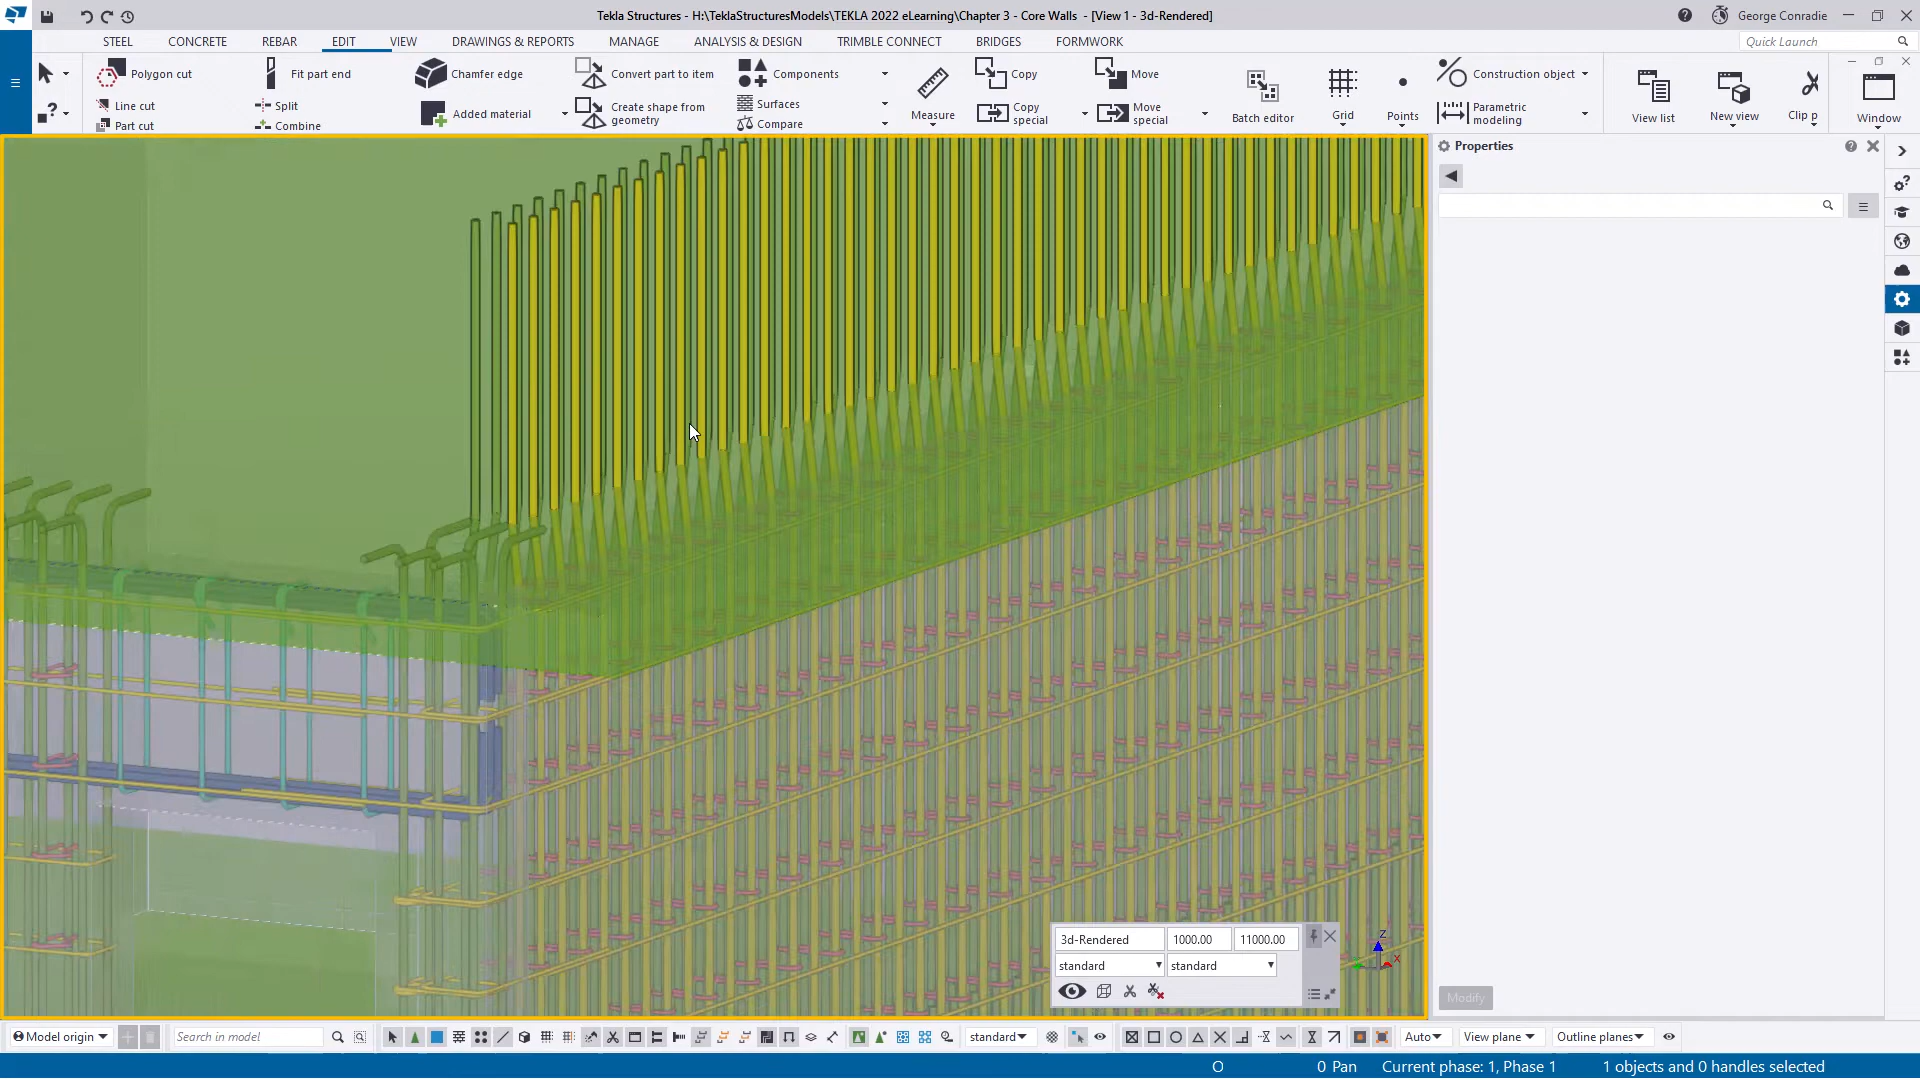 Tekla Structures - H:\TeklaStructuresModels\TEKLA 2022 eLearning\Chapter 3 - Core Walls - [View 1 - 3d-Rendered]
George Conradie
STEEL CONCRETE REBAR EDIT VIEW DRAWINGS & REPORTS MANAGE ANALYSIS & DESIGN TRIMBLE CONNECT BRIDGES FORMWORK
Quick Launch
Polygon cut
Line cut
Part cut
Fit part end
Split
Combine
Chamfer edge
Added material
Convert part to item
Create shape from
geometry
Components
Surfaces
Compare
Measure
Copy
Copy
special
Move
Move
special
Batch editor
Grid
Points
Construction object
Parametric
modeling
View list
New view
Clip p
Window
Properties
Modify
3d-Rendered 1000.00 11000.00
standard standard
Z
X
Model origin
Search in model
standard
Auto
View plane
Outline planes
O
0 Pan
Current phase: 1, Phase 1
1 objects and 0 handles selected